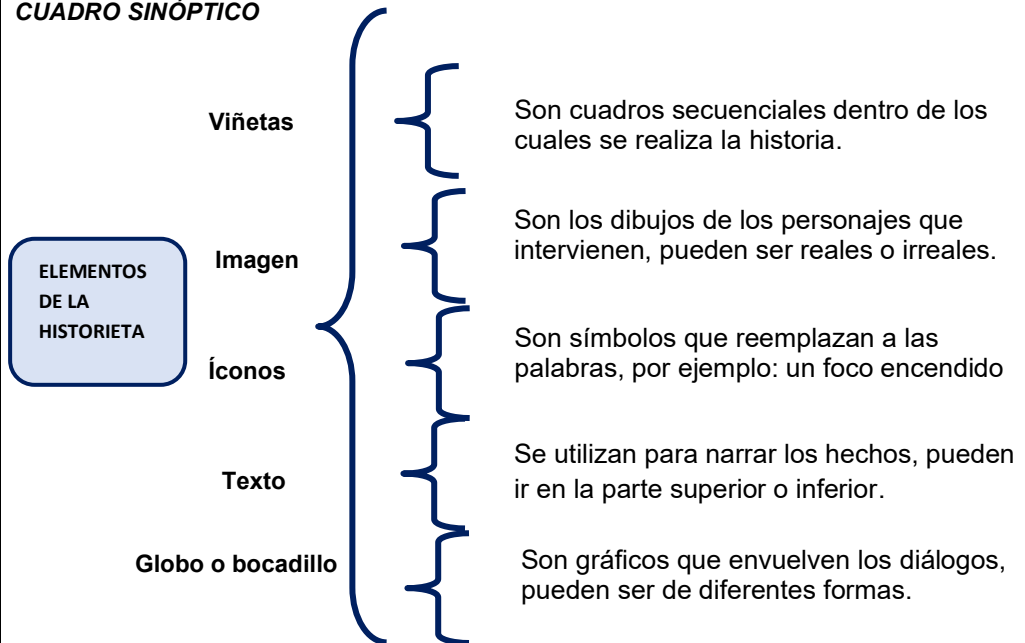 CUADRO SINÓPTICO
ELEMENTOS
DE LA
HISTORIETA
Viñetas
Son cuadros secuenciales dentro de los
cuales se realiza la historia.
Imagen
Son los dibujos de los personajes que
intervienen, pueden ser reales o irreales.
Íconos
Son símbolos que reemplazan a las
palabras, por ejemplo: un foco encendido
Texto
Se utilizan para narrar los hechos, pueden
ir en la parte superior o inferior.
Globo o bocadillo
Son gráficos que envuelven los diálogos,
pueden ser de diferentes formas.